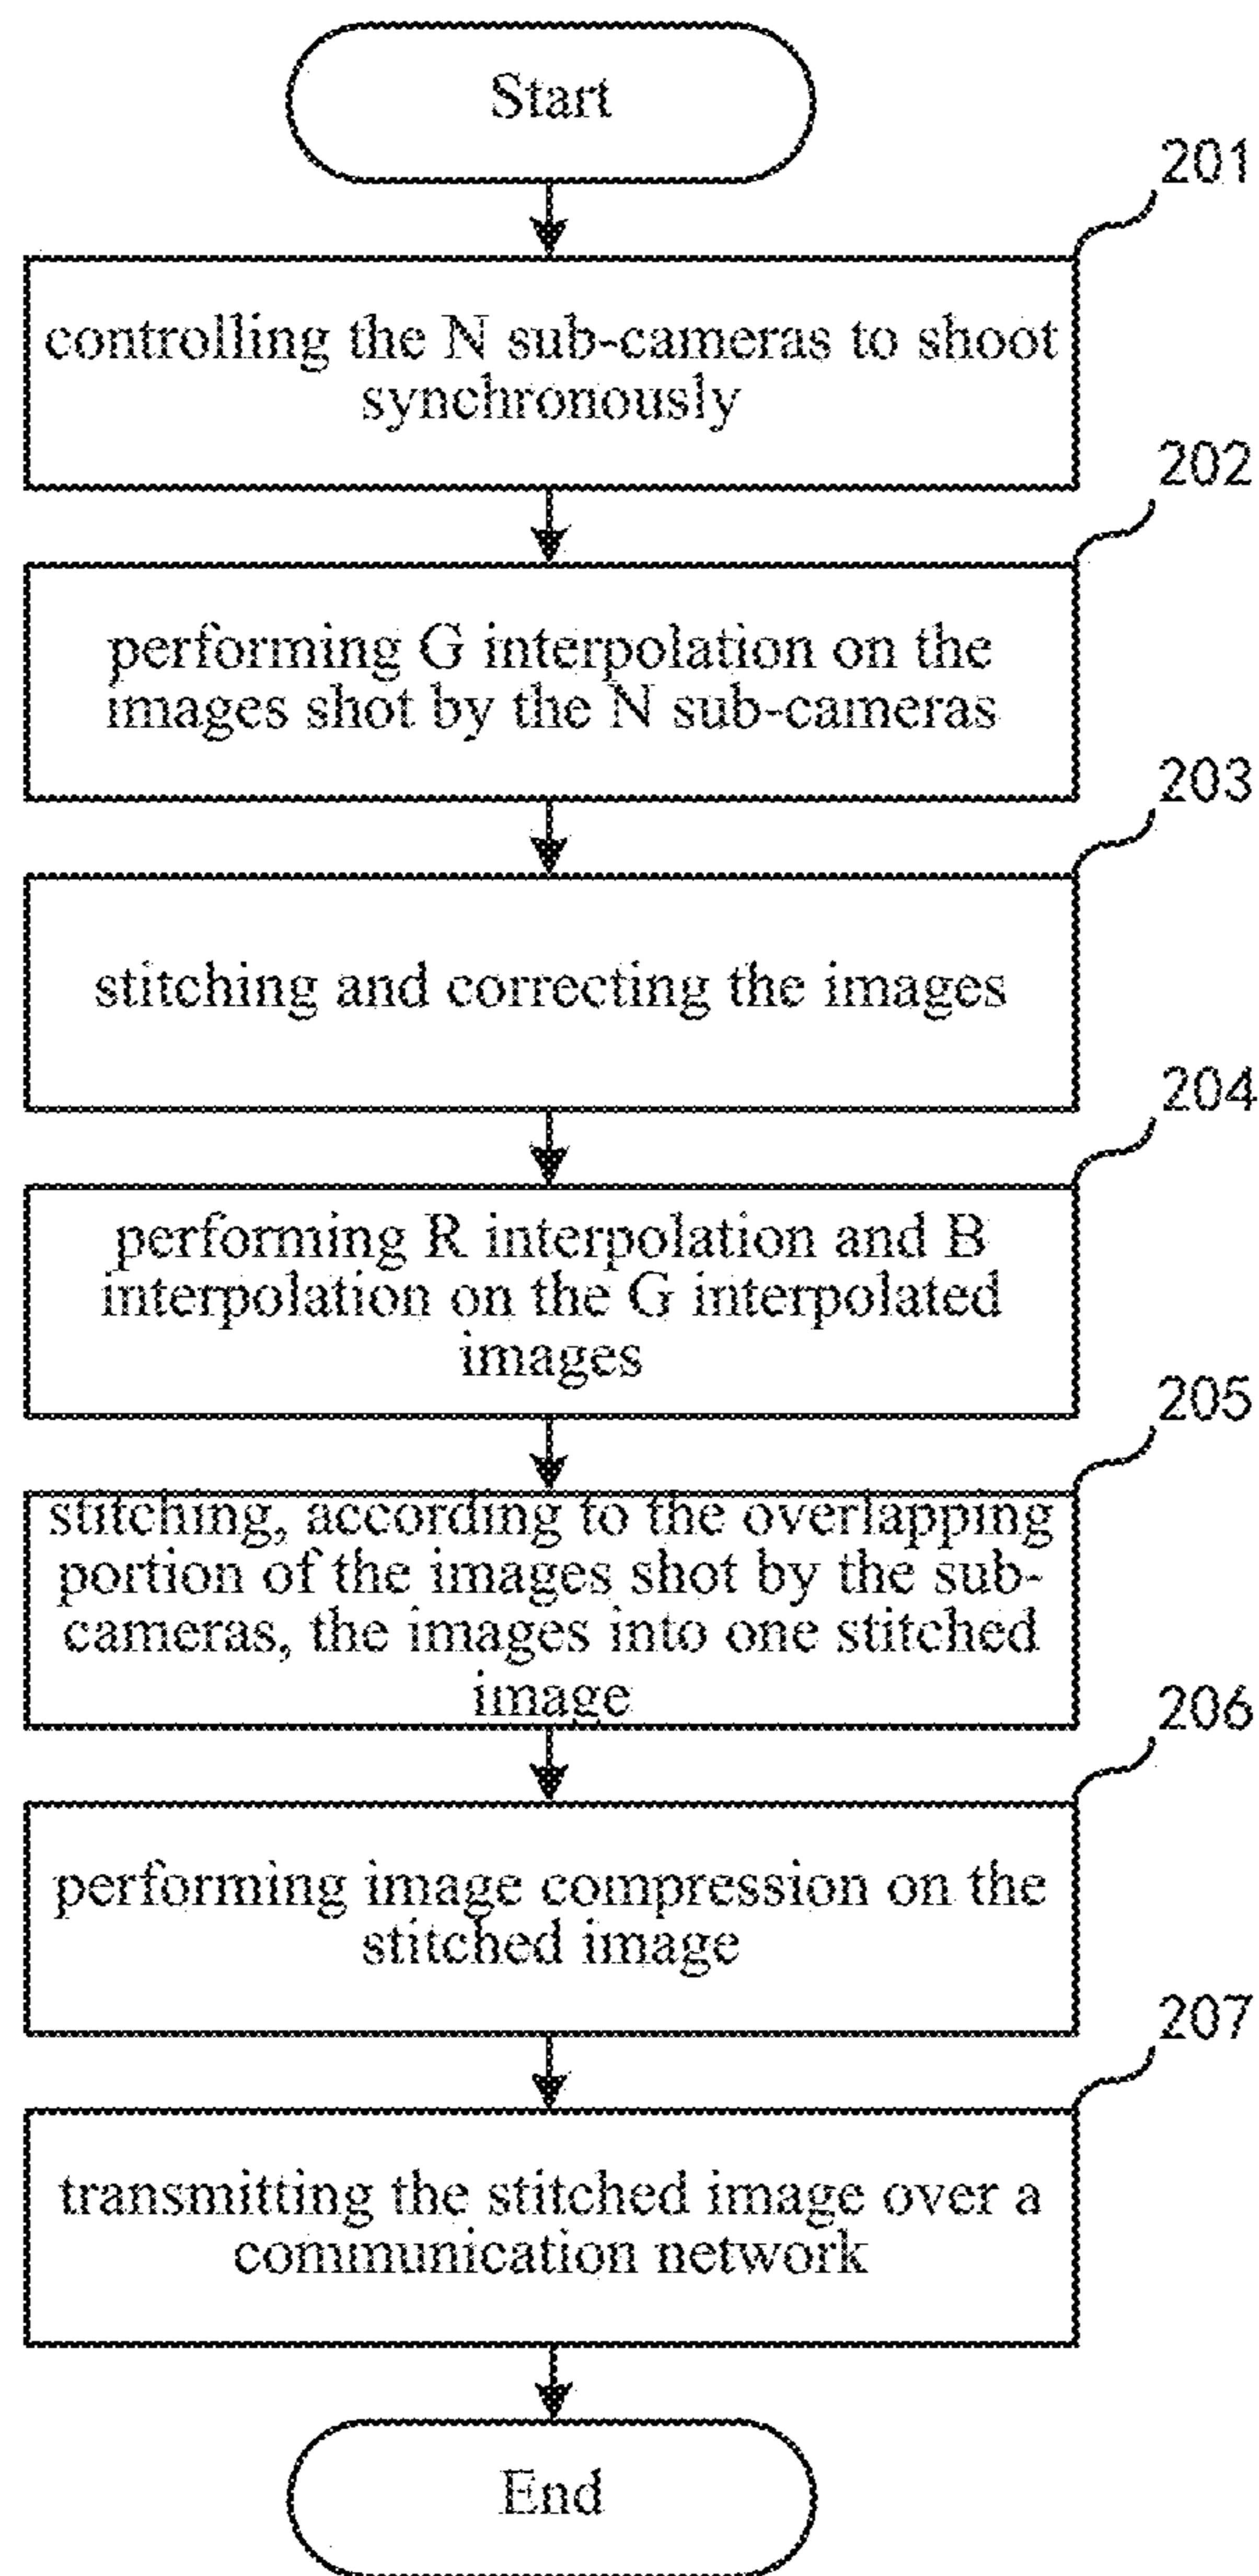 Start
201
controlling the N sub-cameras to shoot
synchronously
202
performing G interpolation on the
images shot by the N sub-cameras
203
stitching and correcting the images
204
performing R interpolation and B
interpolation on the G interpolated
images
205
stitching, according to the overlapping
portion of the images shot by the sub-
cameras, the images into one stitched
image
206
performing image compression on the
stitched image
207
transmitting the stitched image over a
communication network
End